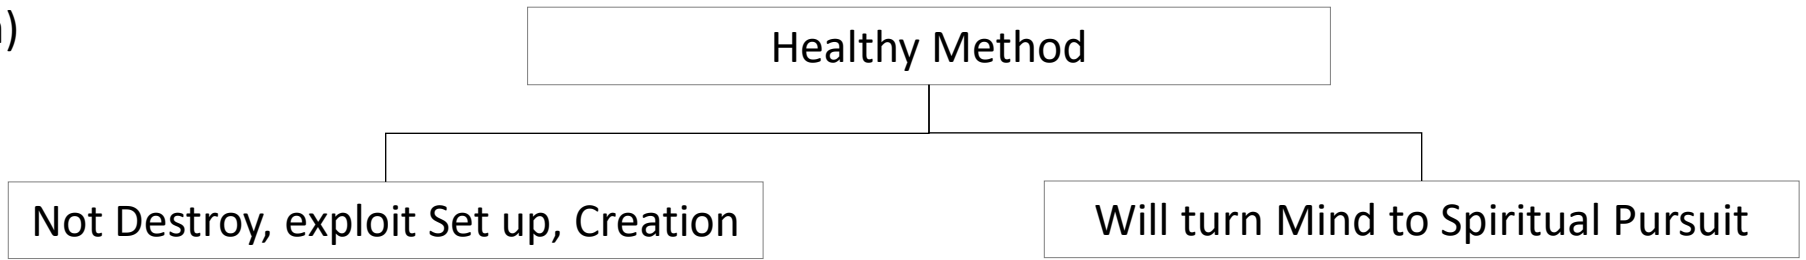 )
Healthy Method
Not Destroy, exploit Set up, Creation
Will turn Mind to Spiritual Pursuit